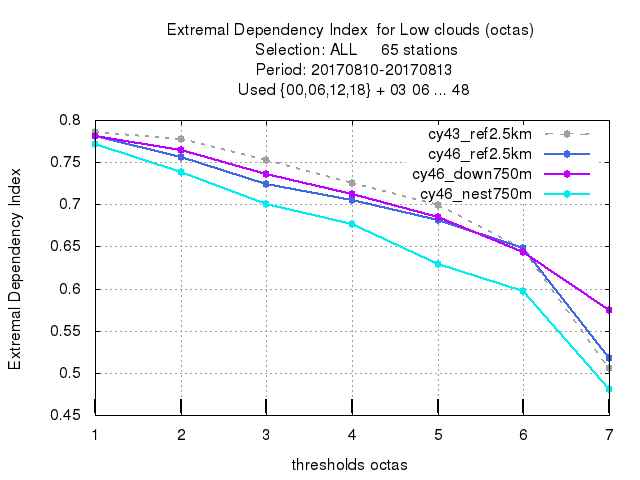 Extremal Dependency Index  for Low clouds (octas)
Selection: ALL     65 stations
Period: 20170810-20170813
Used {00,06,12,18} + 03 06 ... 48
Extremal Dependency Index
0.8
0.75
0.7
0.65
0.6
0.55
0.5
0.45
cy43_ref2.5km
cy46_ref2.5km
cy46_down750m
cy46_nest750m
1 2 3 4 5 6 7
thresholds octas